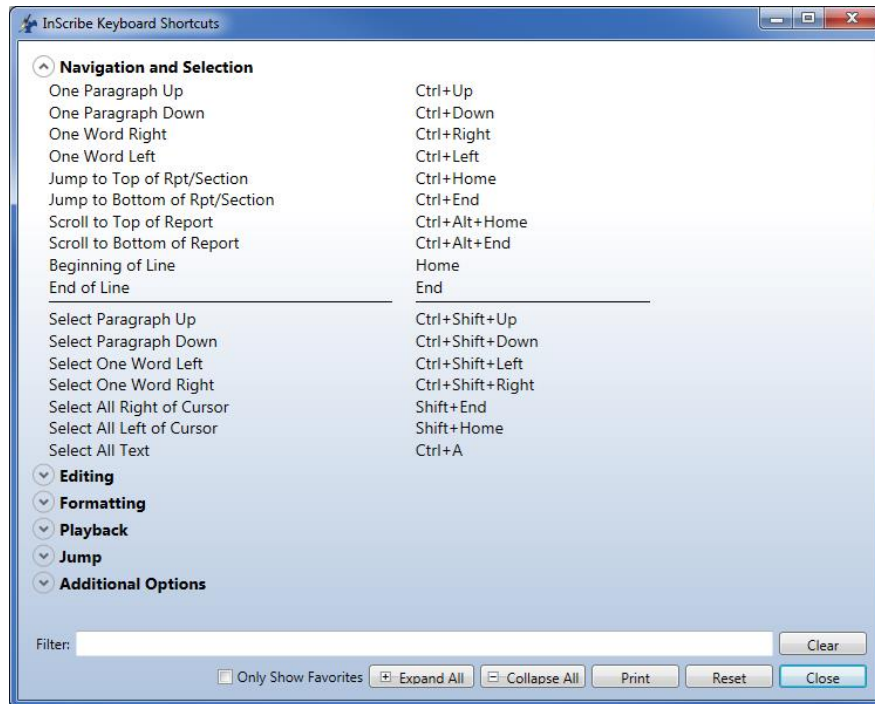 InScribe Keyboard Shortcuts
Navigation and Selection
One Paragraph Up Ctrl+Up
One Paragraph Down Ctrl+Down
One Word Right Ctrl+Right
One Word Left Ctrl+Left
Jump to Top of Rpt/Section Ctrl+Home
Jump to Bottom of Rpt/Section Ctrl+End
Scroll to Top of Report Ctrl+Alt+Home
Scroll to Bottom of Report Ctrl+Alt+End
Beginning of Line Home
End of Line End
Select Paragraph Up Ctrl+Shift+Up
Select Paragraph Down Ctrl+Shift+Down
Select One Word Left Ctrl+Shift+Left
Select One Word Right Ctrl+Shift+Right
Select All Right of Cursor Shift+End
Select All Left of Cursor Shift+Home
Select All Text Ctrl+A
Editing
Formatting
Playback
Jump
Additional Options
Filter: Clear
Only Show Favorites Expand All Collapse All Print Reset Close